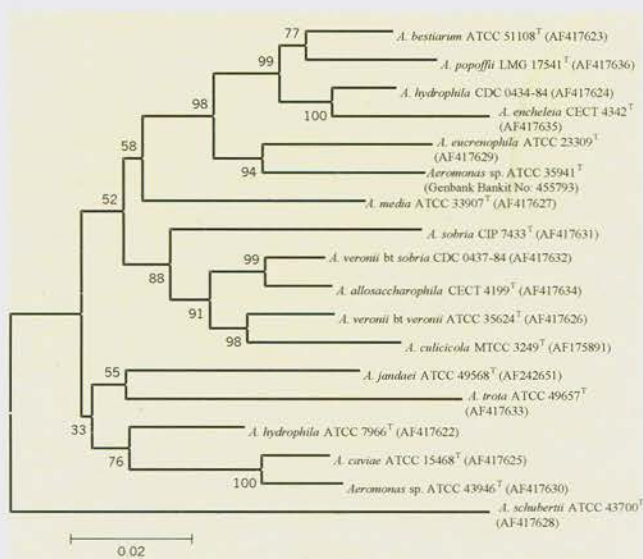 77
A. bestiarum ATCC 51108T (AF417623)
99
A. popoffii LMG 17541T (AF417636)
A. hydrophila CDC 0434-84 (AF417624)
98
100
A. encheleia CECT 4342T
(AF417635)
A. eucrenophila ATCC 23309T
(AF417629)
58
94
Aeromonas sp. ATCC 35941T
(Genbank Bankit No: 455793)
52
A. media ATCC 33907T (AF417627)
A. sobria CIP 7433T (AF417631)
88
99
A. veronii bt sobria CDC 0437-84 (AF417632)
A. allosaccharophila CECT 4199T (AF417634)
91
A. veronii bt veronii ATCC 35624T (AF417626)
98
A. culicicola MTCC 3249T (AF175891)
55
A. jandaei ATCC 49568T (AF242651)
A. trota ATCC 49657T
(AF417633)
33
A. hydrophila ATCC 7966T (AF417622)
76
A. caviae ATCC 15468T (AF417625)
100
Aeromonas sp. ATCC 43946T (AF417630)
A. schubertii ATCC 43700T
(AF417628)
0.02